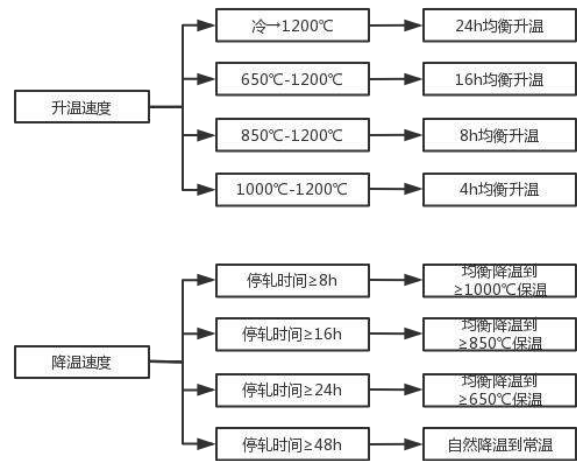 升温速度
冷→1200℃
24h均衡升温
650℃-1200℃
16h均衡升温
850℃-1200℃
8h均衡升温
1000℃-1200℃
4h均衡升温
降温速度
停轧时间≥8h
均衡降温到
≥1000℃保温
停轧时间≥16h
均衡降温到
≥850℃保温
停轧时间≥24h
均衡降温到
≥650℃保温
停轧时间≥48h
自然降温到常温